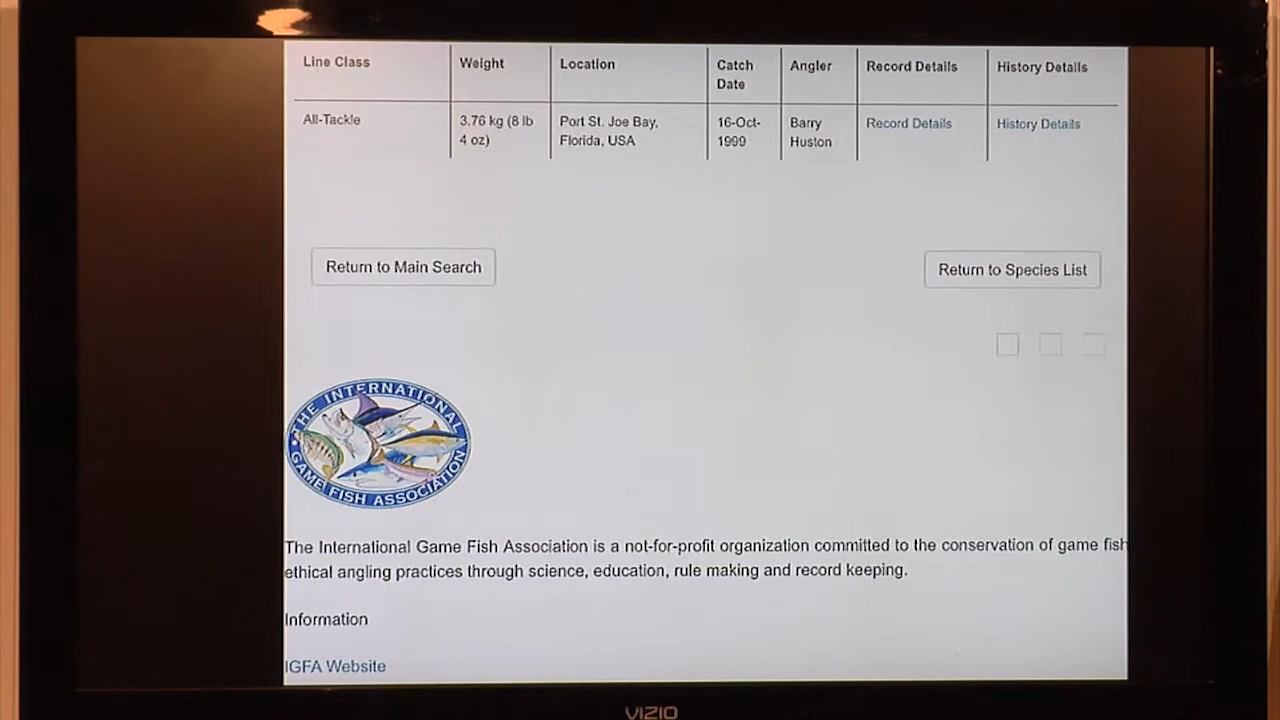 Line Class Weight Location Catch Angler Record Details History Details
Date
All-Tackle 3.76 kg (8 lb Port St. Joe Bay, 16-Oct- Barry Record Details History Details
4 oz) Florida, USA 1999 Huston
Return to Main Search Return to Species List
THE INTERNATIONAL
GAME FISH ASSOCIATION
The International Game Fish Association is a not-for-profit organization committed to the conservation of game fish
ethical angling practices through science, education, rule making and record keeping.
Information
IGFA Website
VIZIO